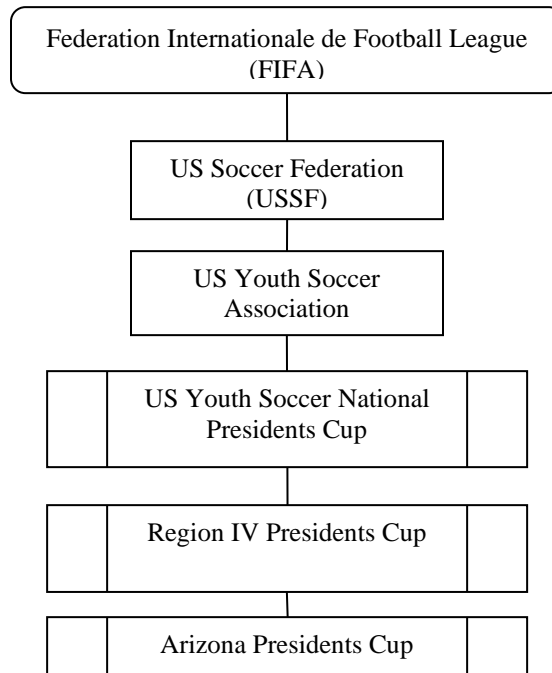 Federation Internationale de Football League
(FIFA)
US Soccer Federation
(USSF)
US Youth Soccer
Association
US Youth Soccer National
Presidents Cup
Region IV Presidents Cup
Arizona Presidents Cup